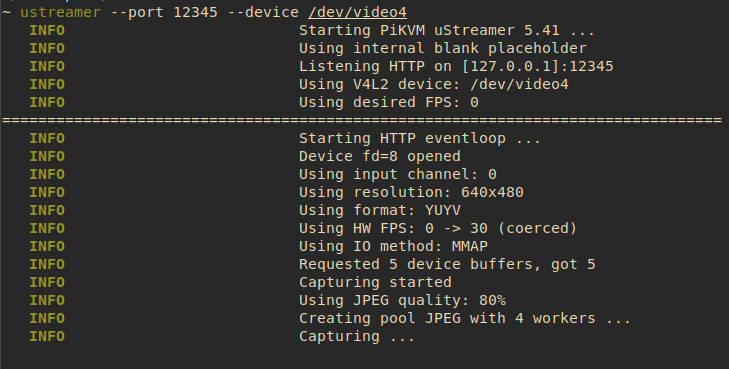 ~ ustreamer --port 12345 --device /dev/video4
INFO Starting PiKVM uStreamer 5.41 ...
INFO Using internal blank placeholder
INFO Listening HTTP on [127.0.0.1]:12345
INFO Using V4L2 device: /dev/video4
INFO Using desired FPS: 0
================================================================================
INFO Starting HTTP eventloop ...
INFO Device fd=8 opened
INFO Using input channel: 0
INFO Using resolution: 640x480
INFO Using format: YUYV
INFO Using HW FPS: 0 -> 30 (coerced)
INFO Using IO method: MMAP
INFO Requested 5 device buffers, got 5
INFO Capturing started
INFO Using JPEG quality: 80%
INFO Creating pool JPEG with 4 workers ...
INFO Capturing ...